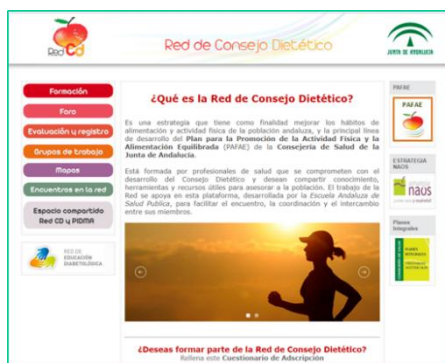 Red Cd
Red de Consejo Dietético
JUNTA DE ANDALUCIA
Formación
Foro
Evaluación y registro
Grupos de trabajo
Mapas
Encuentros en la red
Espacio compartido
Red CD y PIDMA
RED DE
EDUCACIÓN
DIABETOLÓGICA
¿Qué es la Red de Consejo Dietético?
Es una estrategia que tiene como finalidad mejorar los hábitos de
alimentación y actividad física de la población andaluza, y la principal línea
de desarrollo del Plan para la Promoción de la Actividad Física y la
Alimentación Equilibrada (PAFAE) de la Consejería de Salud de la
Junta de Andalucía.
Está formada por profesionales de salud que se comprometen con el
desarrollo del Consejo Dietético y desean compartir conocimiento,
herramientas y recursos útiles para asesorar a la población. El trabajo de la
Red se apoya en esta plataforma, desarrollada por la Escuela Andaluza de
Salud Publica, para facilitar el encuentro, la coordinación y el intercambio
entre sus miembros.
¿Deseas formar parte de la Red de Consejo Dietético?
Rellena este Cuestionario de Adscripción
PAFAE
PAFAE
ESTRATEGIA
NAOS
naus
Planes
Integrales
PLANES
INTEGRALES